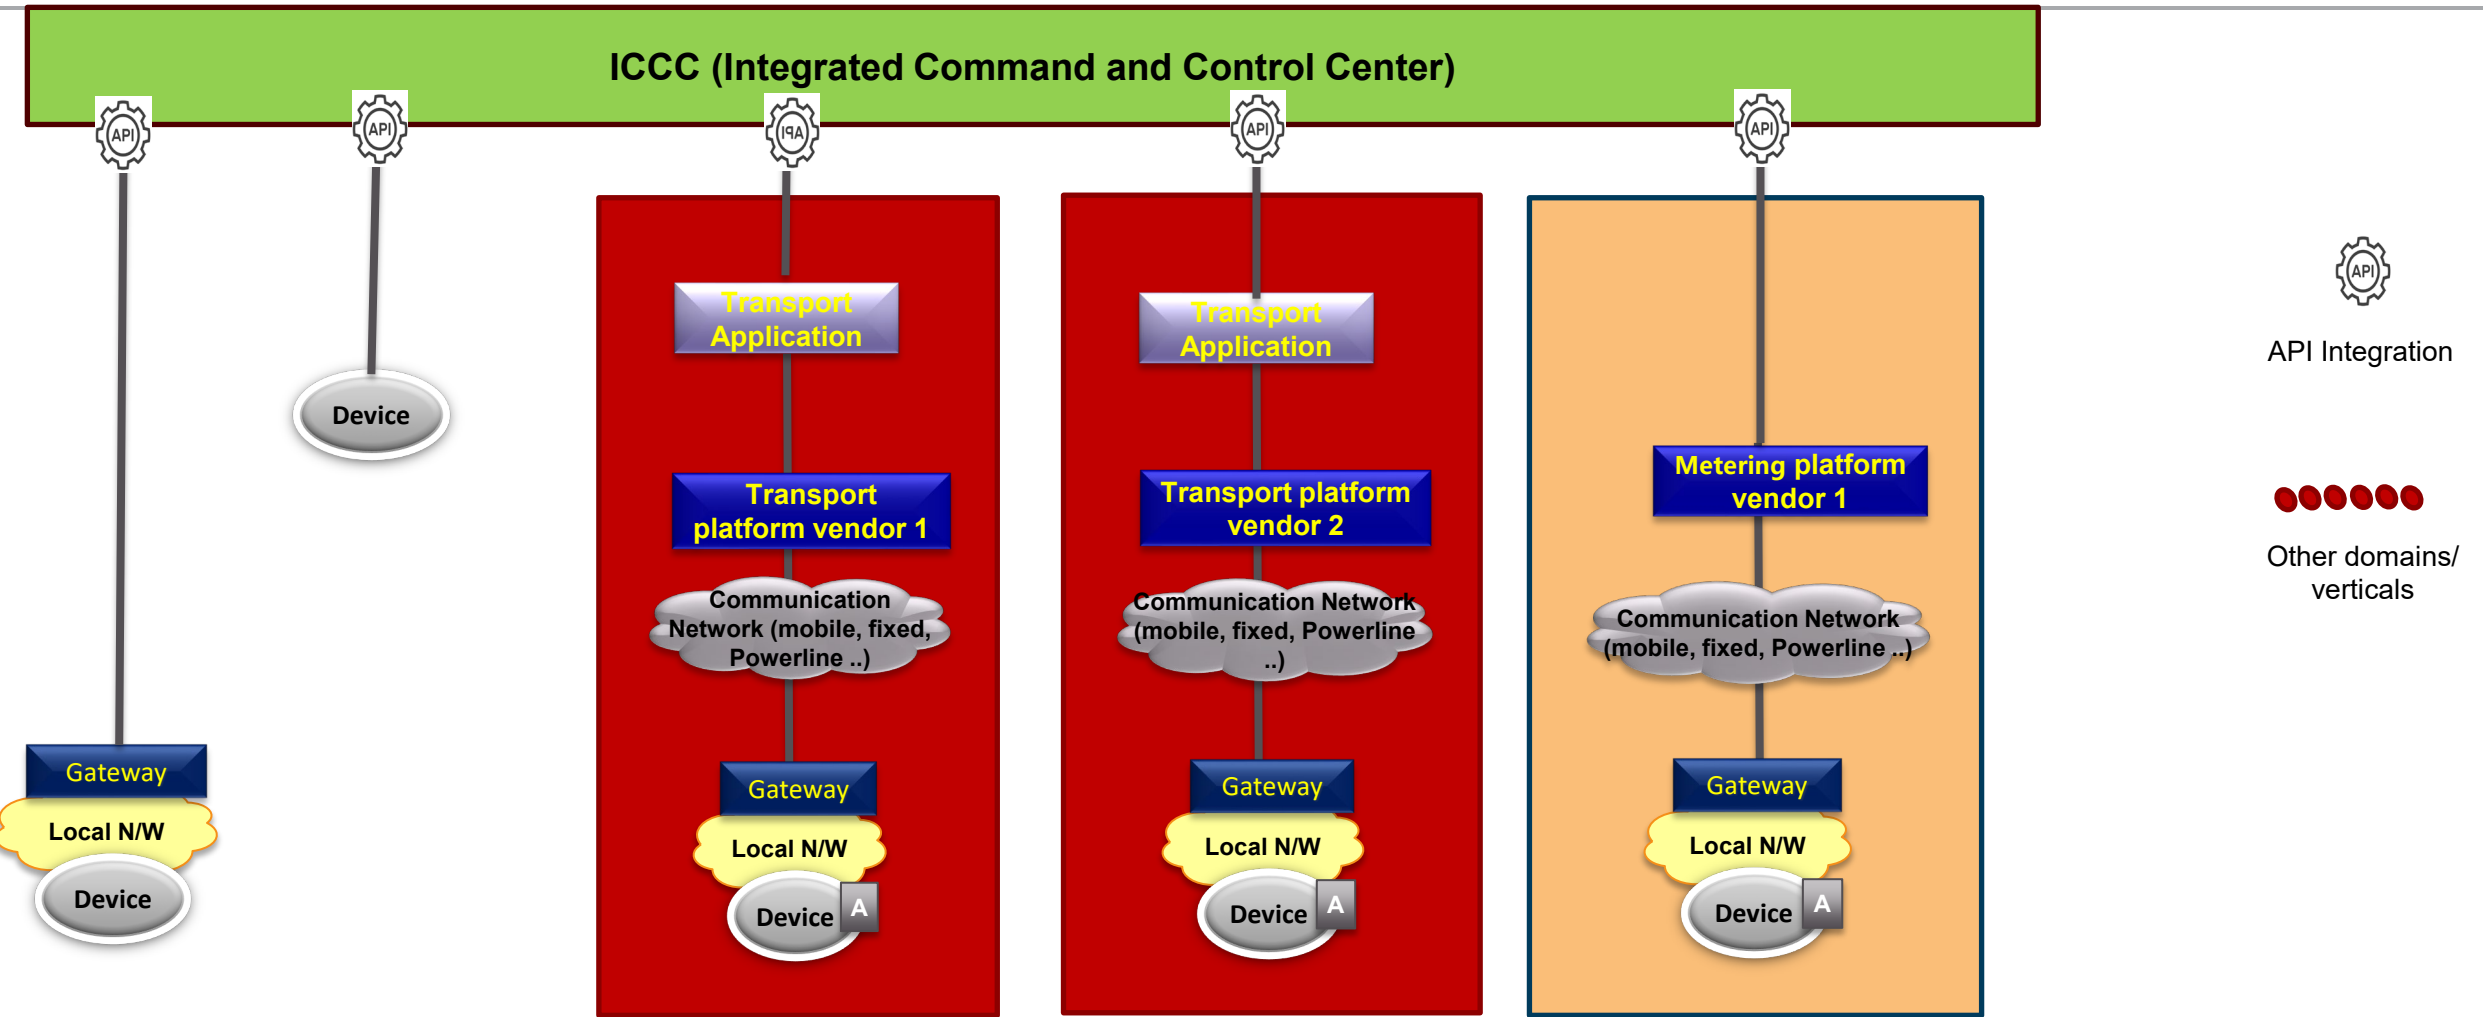 ICCC (Integrated Command and Control Center)
API
API
API
API
API
Transport
Application
Transport
Application
Device
Transport
platform vendor 1
Transport platform
vendor 2
Metering platform
vendor 1
Communication
Network (mobile, fixed,
Powerline ..)
Communication Network
(mobile, fixed, Powerline
..)
Communication Network
(mobile, fixed, Powerline ..)
Gateway
Local N/W
Device
Gateway
Local N/W
Device
A
Gateway
Local N/W
Device
A
Gateway
Local N/W
Device
A
API
API Integration
Other domains/
verticals